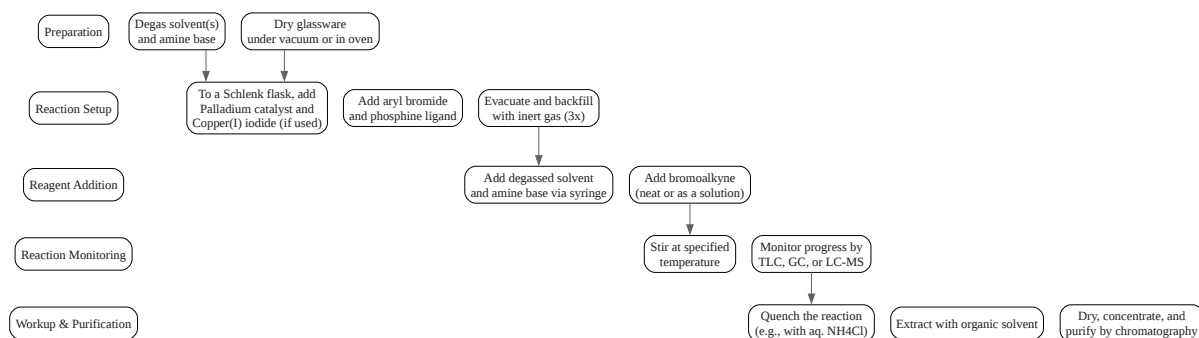 Preparation
Degas solvent(s)
and amine base
Dry glassware
under vacuum or in oven
Reaction Setup
To a Schlenk flask, add
Palladium catalyst and
Copper(I) iodide (if used)
Add aryl bromide
and phosphine ligand
Evacuate and backfill
with inert gas (3x)
Reagent Addition
Add degassed solvent
and amine base via syringe
Add bromoalkyne
(neat or as a solution)
Reaction Monitoring
Stir at specified
temperature
Monitor progress by
TLC, GC, or LC-MS
Workup & Purification
Quench the reaction
(e.g., with aq. NH4Cl)
Extract with organic solvent
Dry, concentrate, and
purify by chromatography